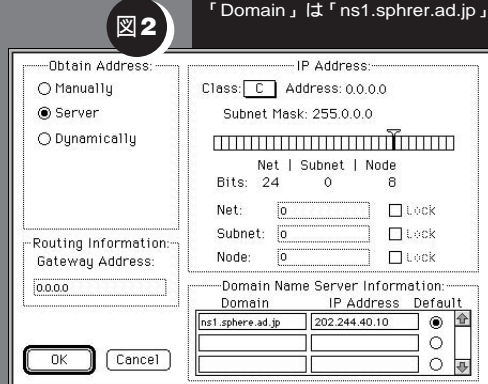 図2
「Domain」は「ns1.sphrer.ad.jp」
Obtain Address:
Manually
Server
Dynamically
Routing Information:
Gateway Address:
0.0.0.0
OK
Cancel
IP Address:
Class: C Address: 0.0.0.0
Subnet Mask: 255.0.0.0
Net | Subnet | Node
Bits: 24 0 8
Net: 0 Lock
Subnet: 0 Lock
Node: 0 Lock
Domain Name Server Information:
Domain IP Address Default
ns1.sphere.ad.jp 202.244.40.10